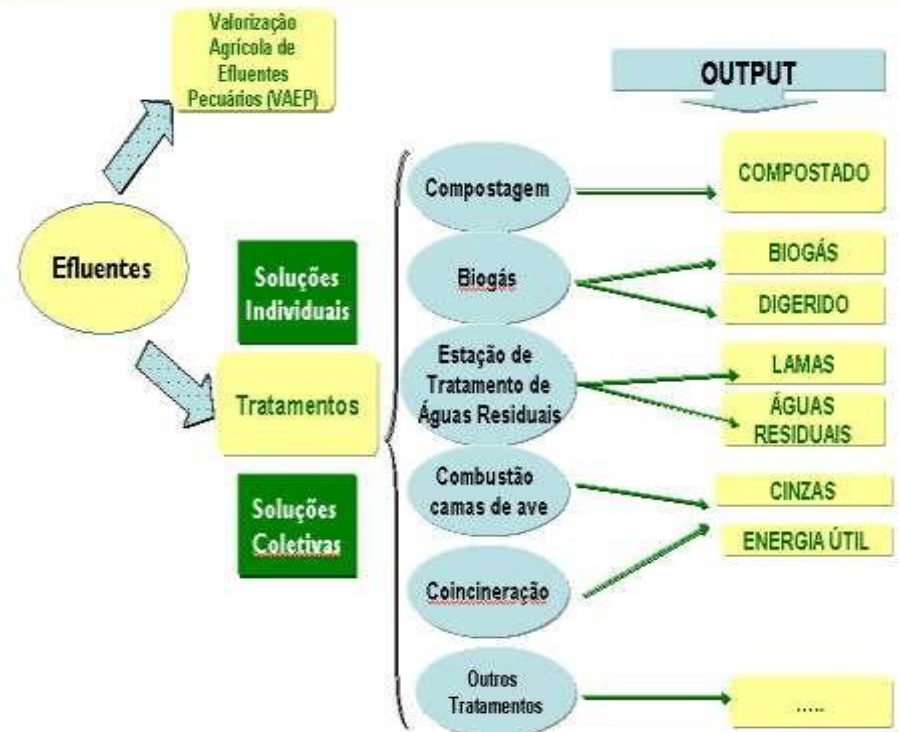 Valorização
Agrícola de
Efluentes
Pecuários (VAEP)
OUTPUT
Efluentes
Soluções
Individuais
Tratamentos
Soluções
Coletivas
Compostagem
COMPOSTADO
Biogás
BIOGÁS
DIGERIDO
Estação de
Tratamento de
Águas Residuais
LAMAS
ÁGUAS
RESIDUAIS
Combustão
camas de ave
CINZAS
ENERGIA ÚTIL
Coincineração
Outros
Tratamentos
.....